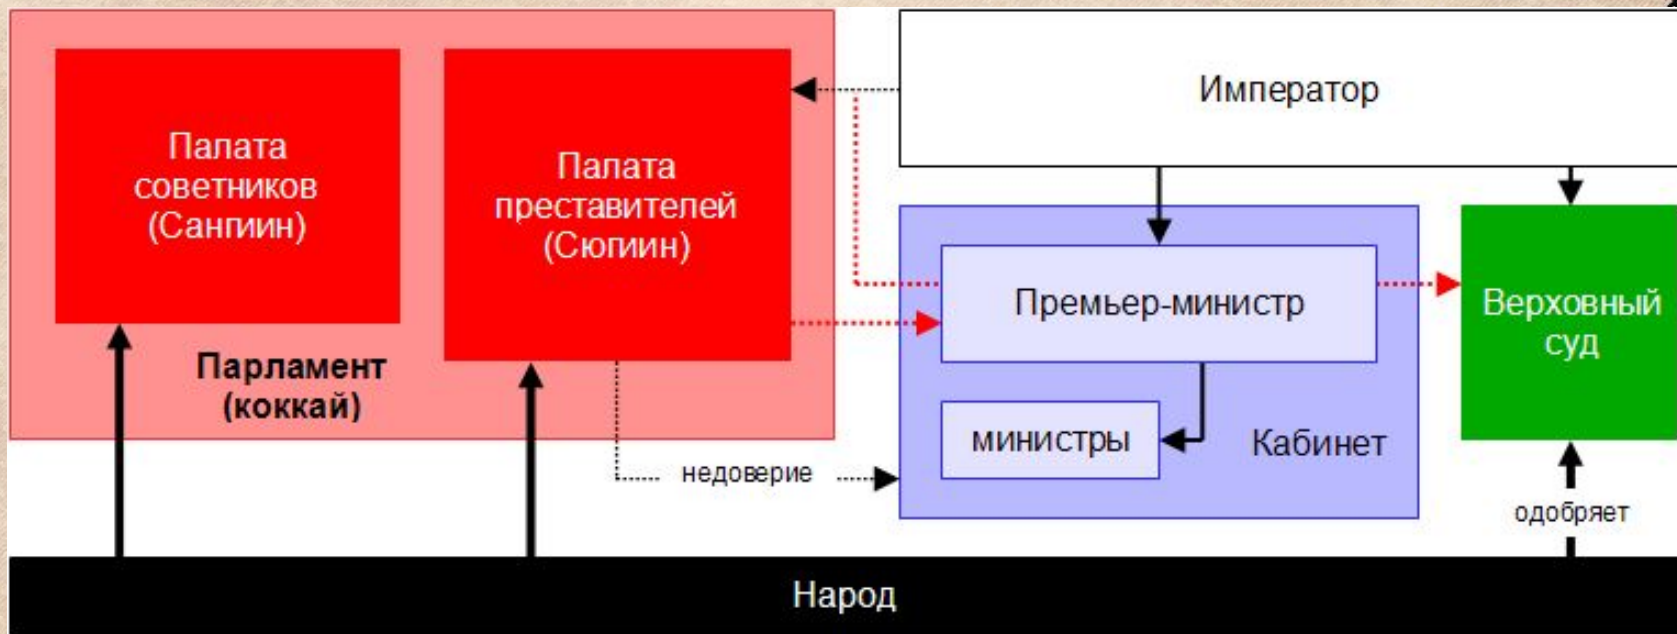 Палата
советников
(Сангиин)
Палата
преставителей
(Сюгиин)
Парламент
(коккай)
Император
Премьер-министр
министры
Кабинет
Верховный
суд
недоверие
одобряет
Народ